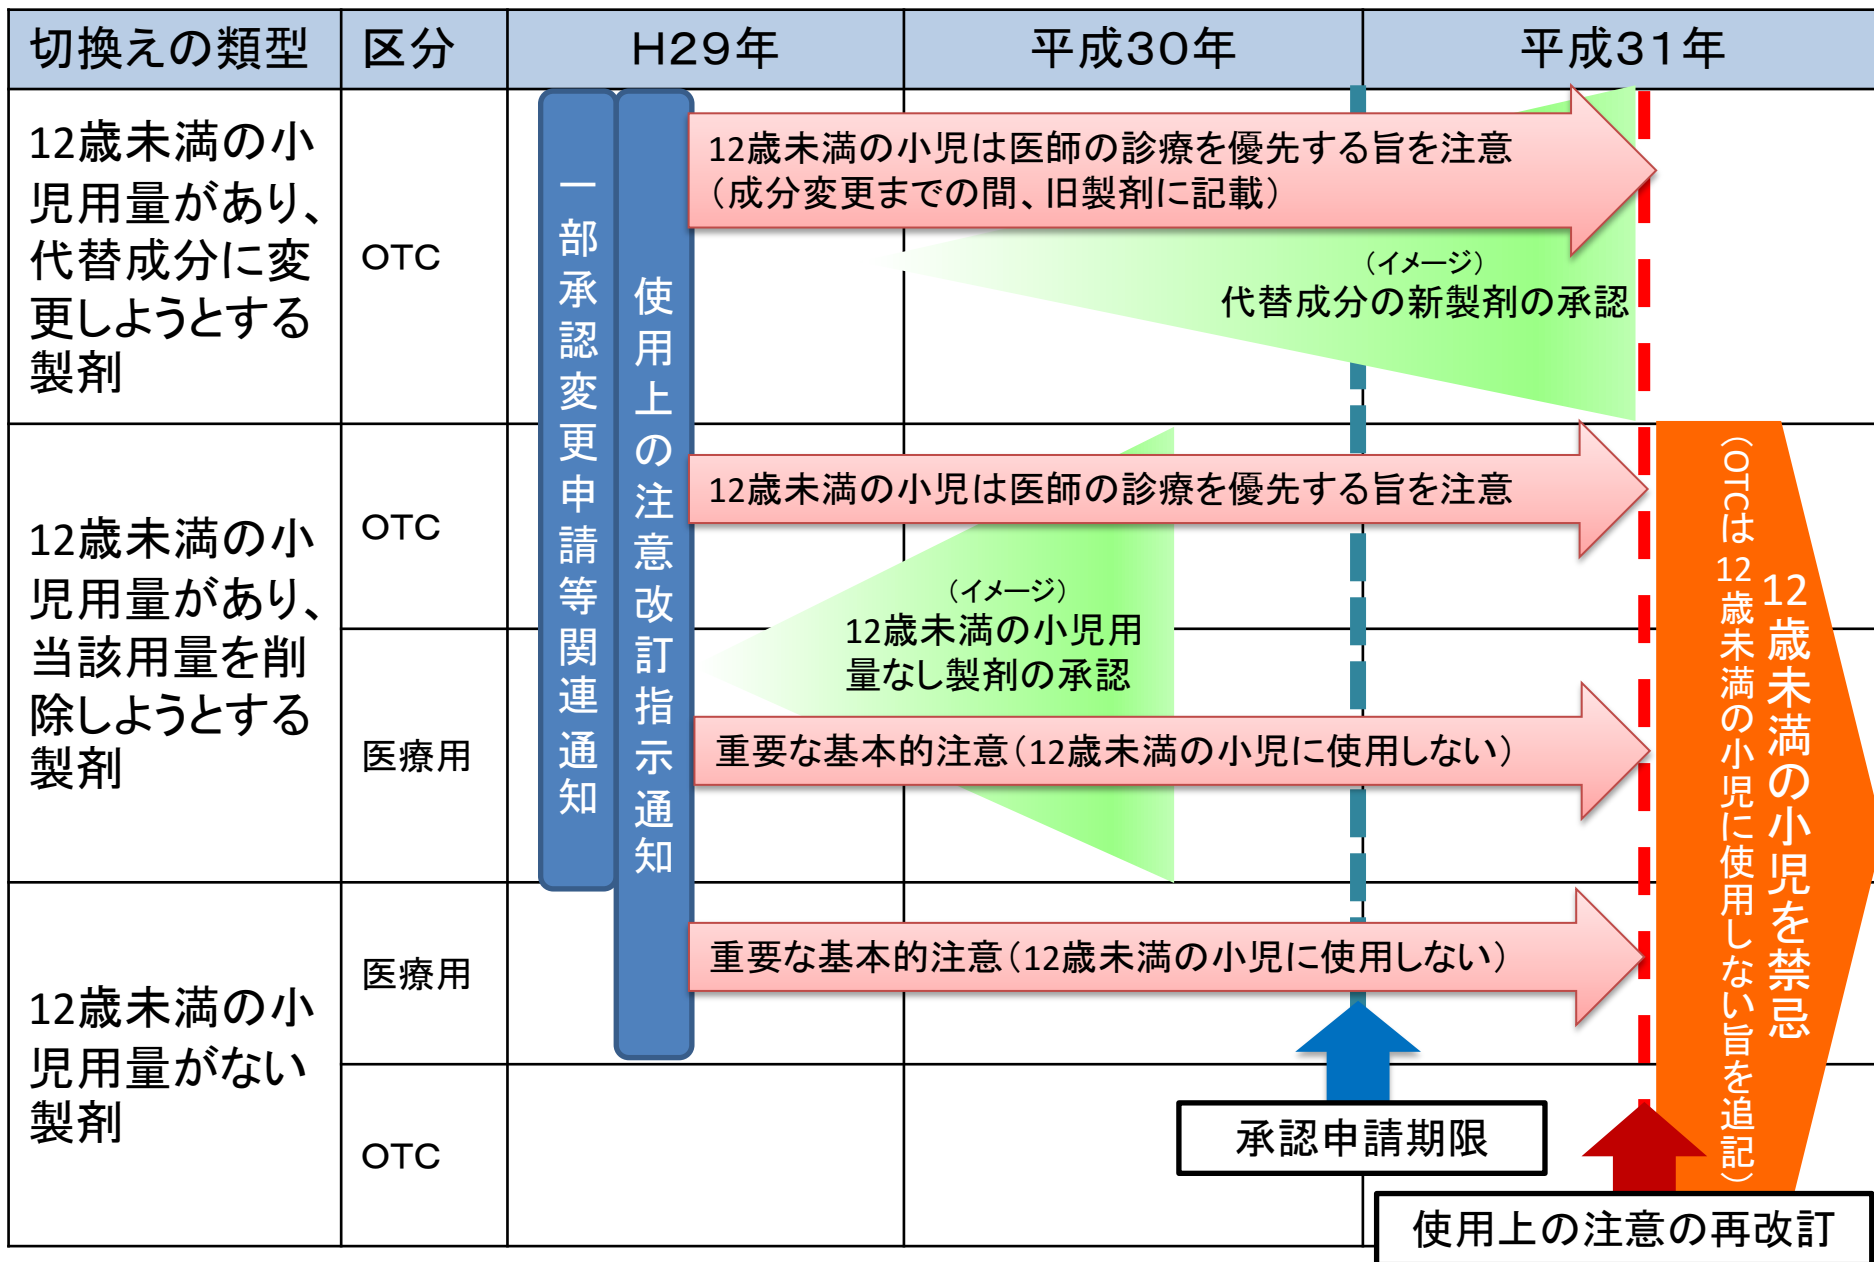 切換えの類型
区分
H29年
平成30年
平成31年
12歳未満の小
児用量があり、
代替成分に変
更しようとする
製剤
OTC
一部承認変更申請等関連通知
使用上の注意改訂指示通知
12歳未満の小児は医師の診療を優先する旨を注意
（成分変更までの間、旧製剤に記載）
（イメージ）
代替成分の新製剤の承認
12歳未満の小
児用量があり、
当該用量を削
除しようとする
製剤
OTC
12歳未満の小児は医師の診療を優先する旨を注意
（イメージ）
12歳未満の小児用
量なし製剤の承認
医療用
重要な基本的注意（12歳未満の小児に使用しない）
12歳未満の小児を禁忌
（OTCは12歳未満の小児に使用しない旨を追記）
12歳未満の小
児用量がない
製剤
医療用
重要な基本的注意（12歳未満の小児に使用しない）
OTC
承認申請期限
使用上の注意の再改訂